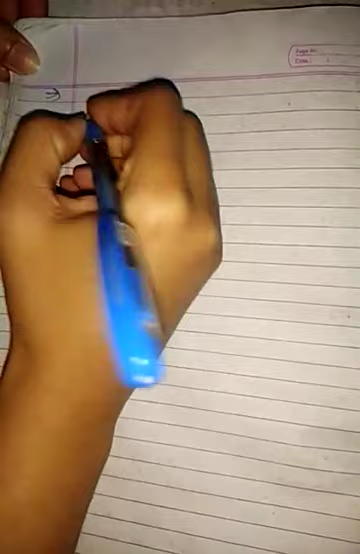 Page No.
Date:
→